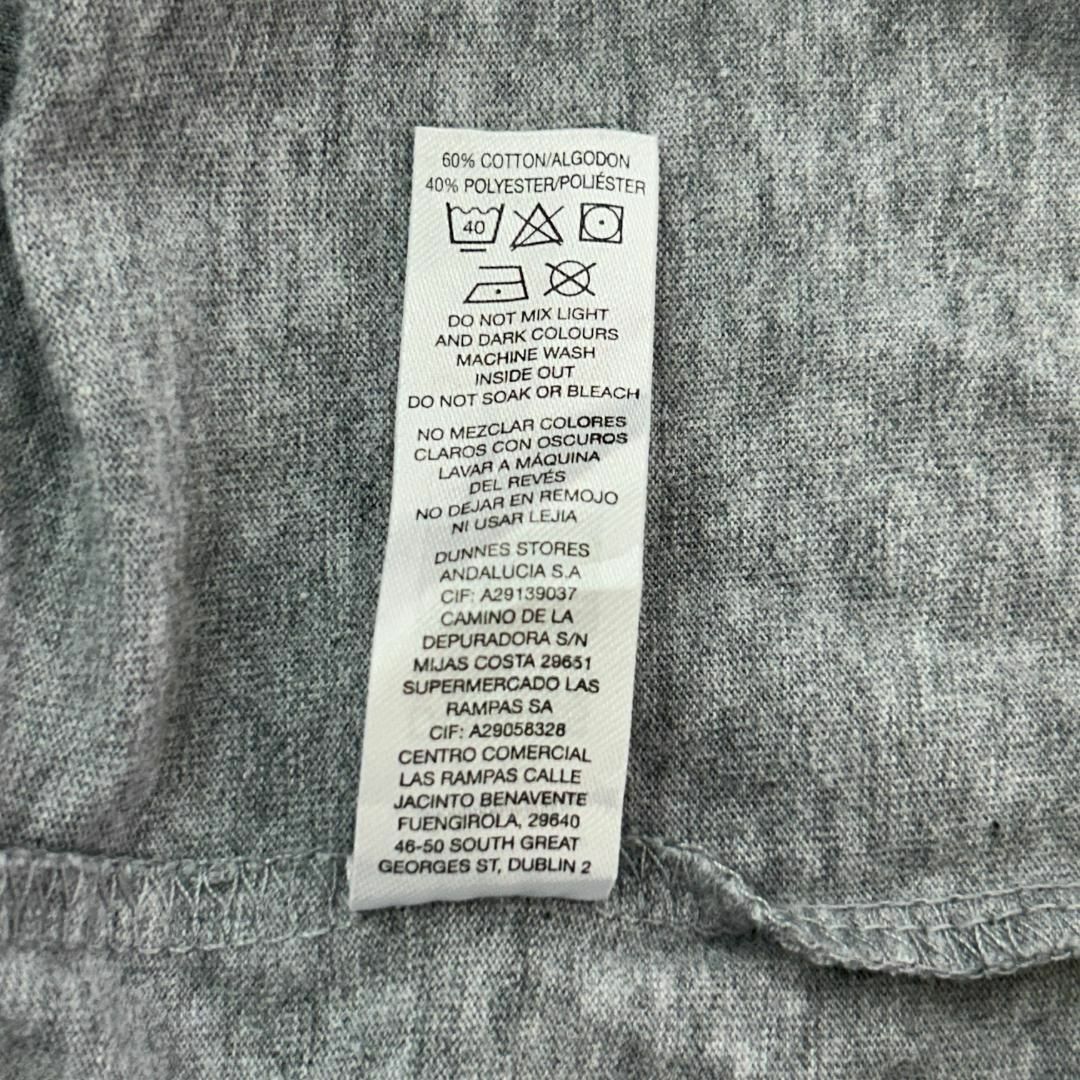 60% COTTON/ALGODON
40% POLYESTER/POLIÉSTER
40
DO NOT MIX LIGHT
AND DARK COLOURS
MACHINE WASH
INSIDE OUT
DO NOT SOAK OR BLEACH
NO MEZCLAR COLORES
CLAROS CON OSCUROS
LAVAR A MÁQUINA
DEL REVÉS
NO DEJAR EN REMOJO
NI USAR LEJIA
DUNNES STORES
ANDALUCIA S.A
CIF: A29139037
CAMINO DE LA
DEPURADORA S/N
MIJAS COSTA 29651
SUPERMERCADO LAS
RAMPAS SA
CIF: A29058328
CENTRO COMERCIAL
LAS RAMPAS CALLE
JACINTO BENAVENTE
FUENGIROLA, 29640
46-50 SOUTH GREAT
GEORGES ST, DUBLIN 2